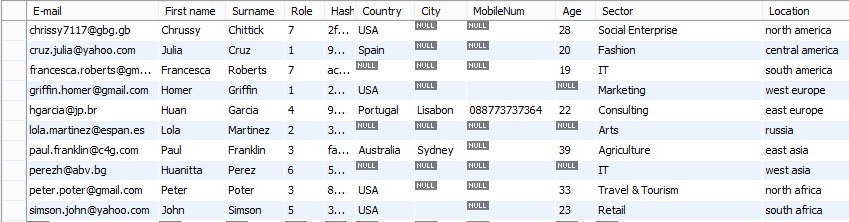 E-mail First name Surname Role Hash Country City MobileNum Age Sector Location
chrissy7117@gbg.gb Chrussy Chittick 7 2f... USA NULL NULL 28 Social Enterprise north america
cruz.julia@yahoo.com Julia Cruz 1 9... Spain NULL NULL 20 Fashion central america
francesca.roberts@gm... Francesca Roberts 7 ac... NULL NULL NULL 19 IT south america
griffin.homer@gmail.com Homer Griffin 1 2... USA NULL NULL Marketing west europe
hgarcia@jp.br Huan Garcia 4 9... Portugal Lisabon 088773737364 22 Consulting east europe
lola.martinez@espan.es Lola Martinez 2 3... NULL NULL NULL NULL Arts russia
paul.franklin@c4g.com Paul Franklin 3 fa... Australia Sydney NULL 39 Agriculture east asia
perezh@abv.bg Huanitta Perez 6 5... NULL NULL NULL NULL IT west asia
peter.poter@gmail.com Peter Poter 3 8... USA NULL NULL 33 Travel & Tourism north africa
simson.john@yahoo.com John Simson 5 3... USA NULL NULL 23 Retail south africa